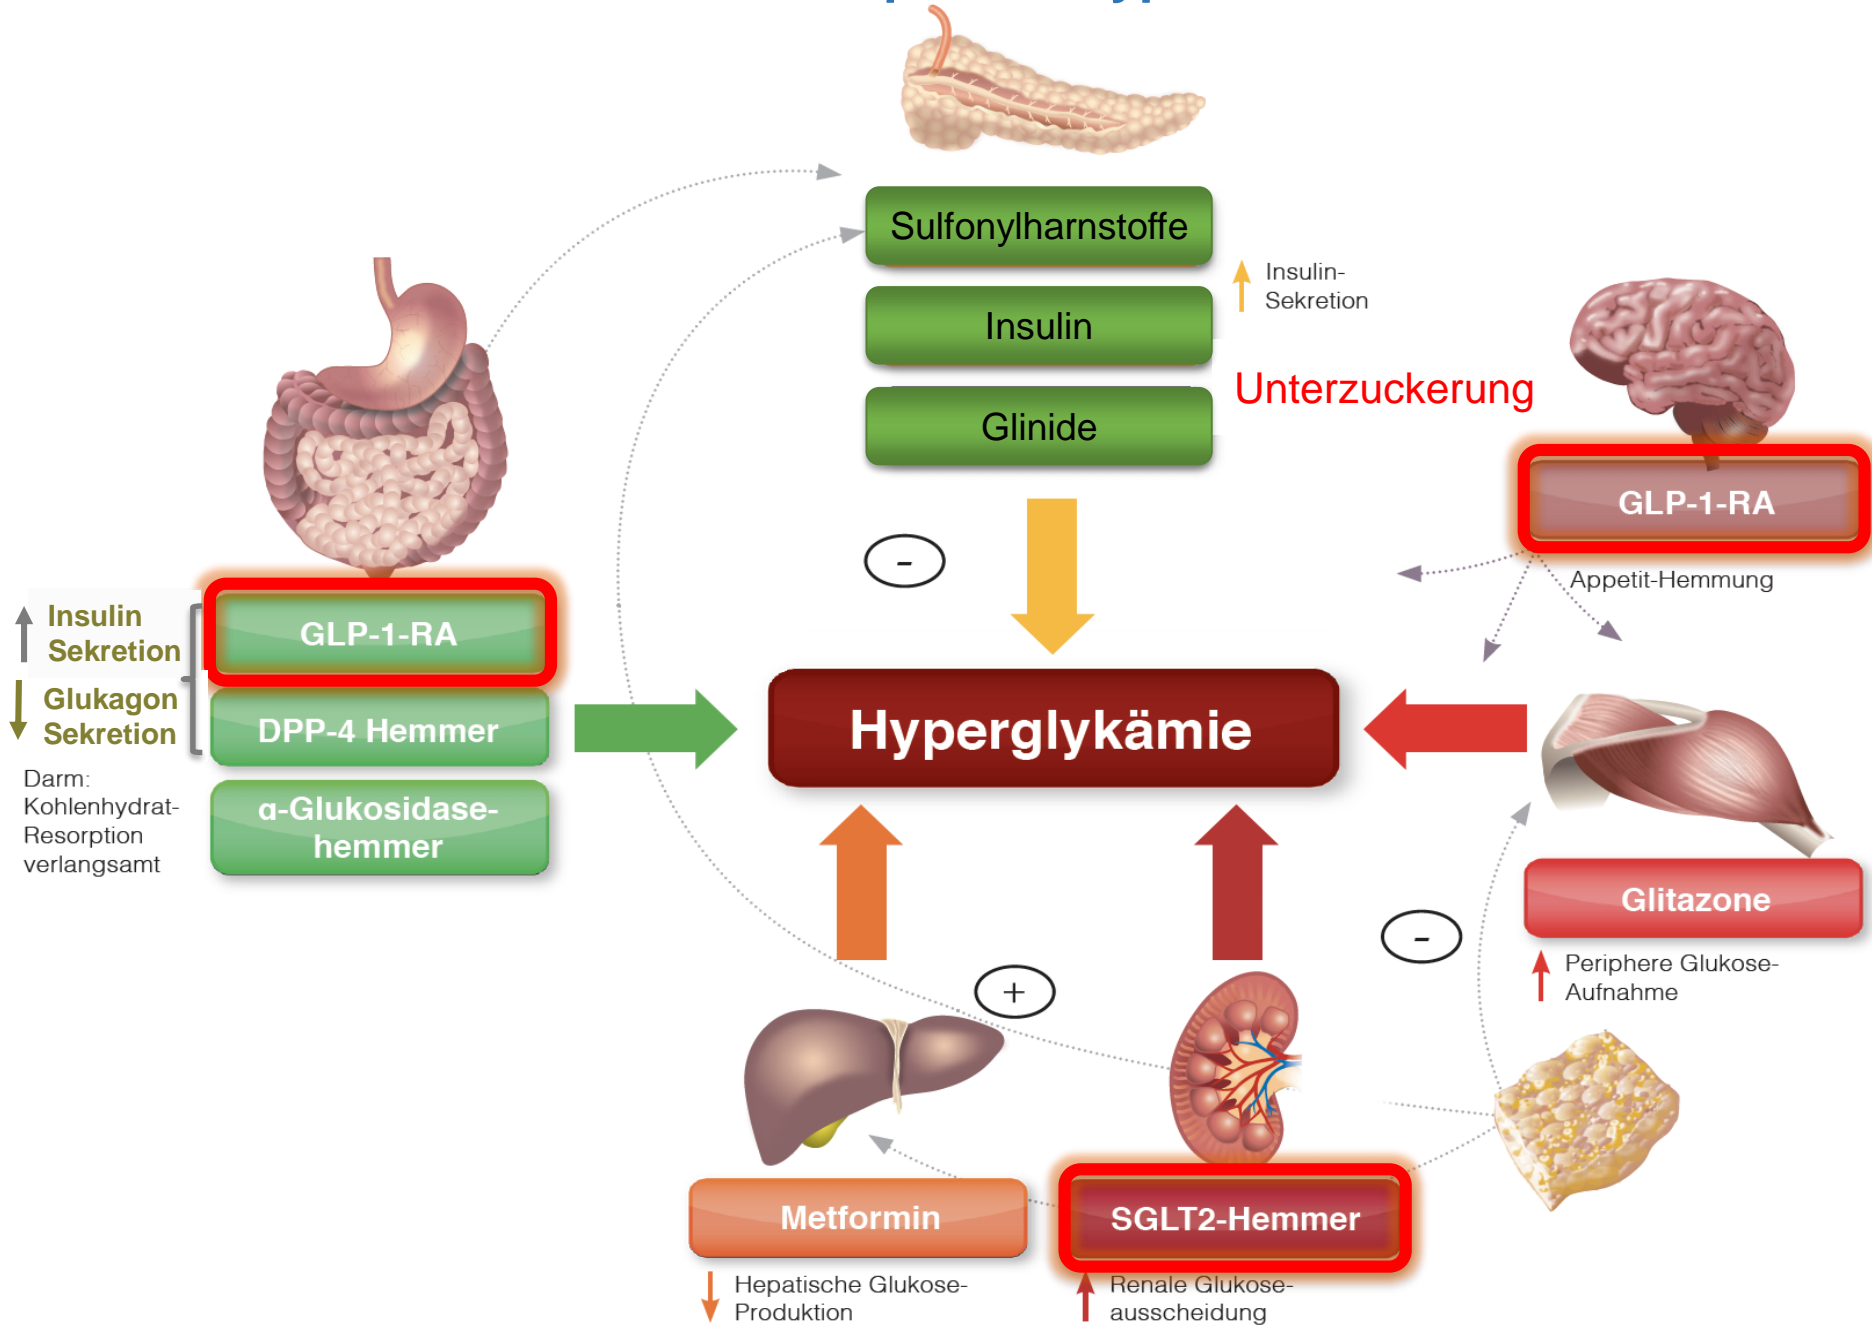 Sulfonylharnstoffe
Insulin-
Sekretion
Insulin
Unterzuckerung
Glinide
-
GLP-1-RA
Appetit-Hemmung
Insulin
Sekretion
Glukagon
Sekretion
GLP-1-RA
DPP-4 Hemmer
α-Glukosidase-
hemmer
Darm:
Kohlenhydrat-
Resorption
verlangsamt
Hyperglykämie
Glitazone
-
Periphere Glukose-
Aufnahme
+
Metformin
Hepatische Glukose-
Produktion
SGLT2-Hemmer
Renale Glukose-
ausscheidung